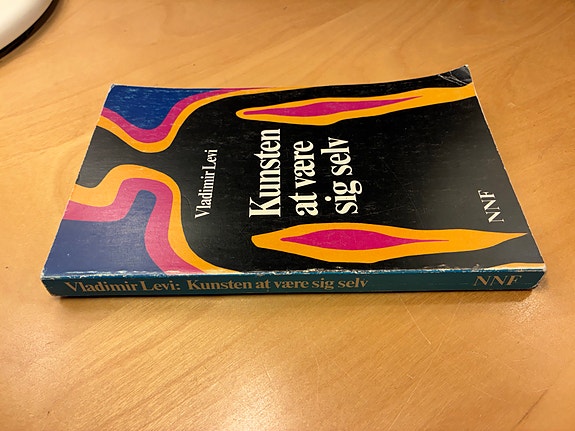 Vladimir Levi
Kunsten
at være
sig selv
NNF
Vladimir Levi: Kunsten at være sig selv
NNF